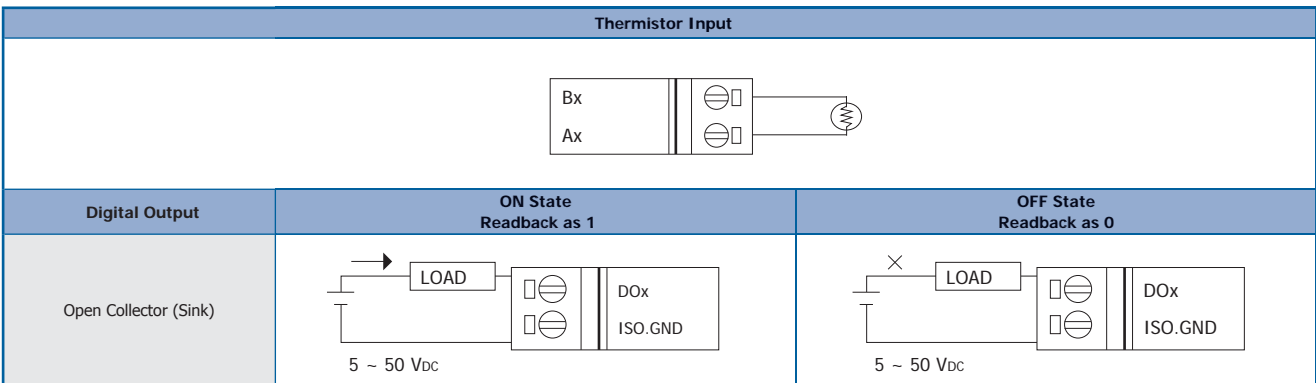 Thermistor Input
Bx
Ax
Digital Output
ON State
Readback as 1
OFF State
Readback as 0
Open Collector (Sink)
LOAD
DOx
ISO.GND
5 ~ 50 VDC
LOAD
DOx
ISO.GND
5 ~ 50 VDC